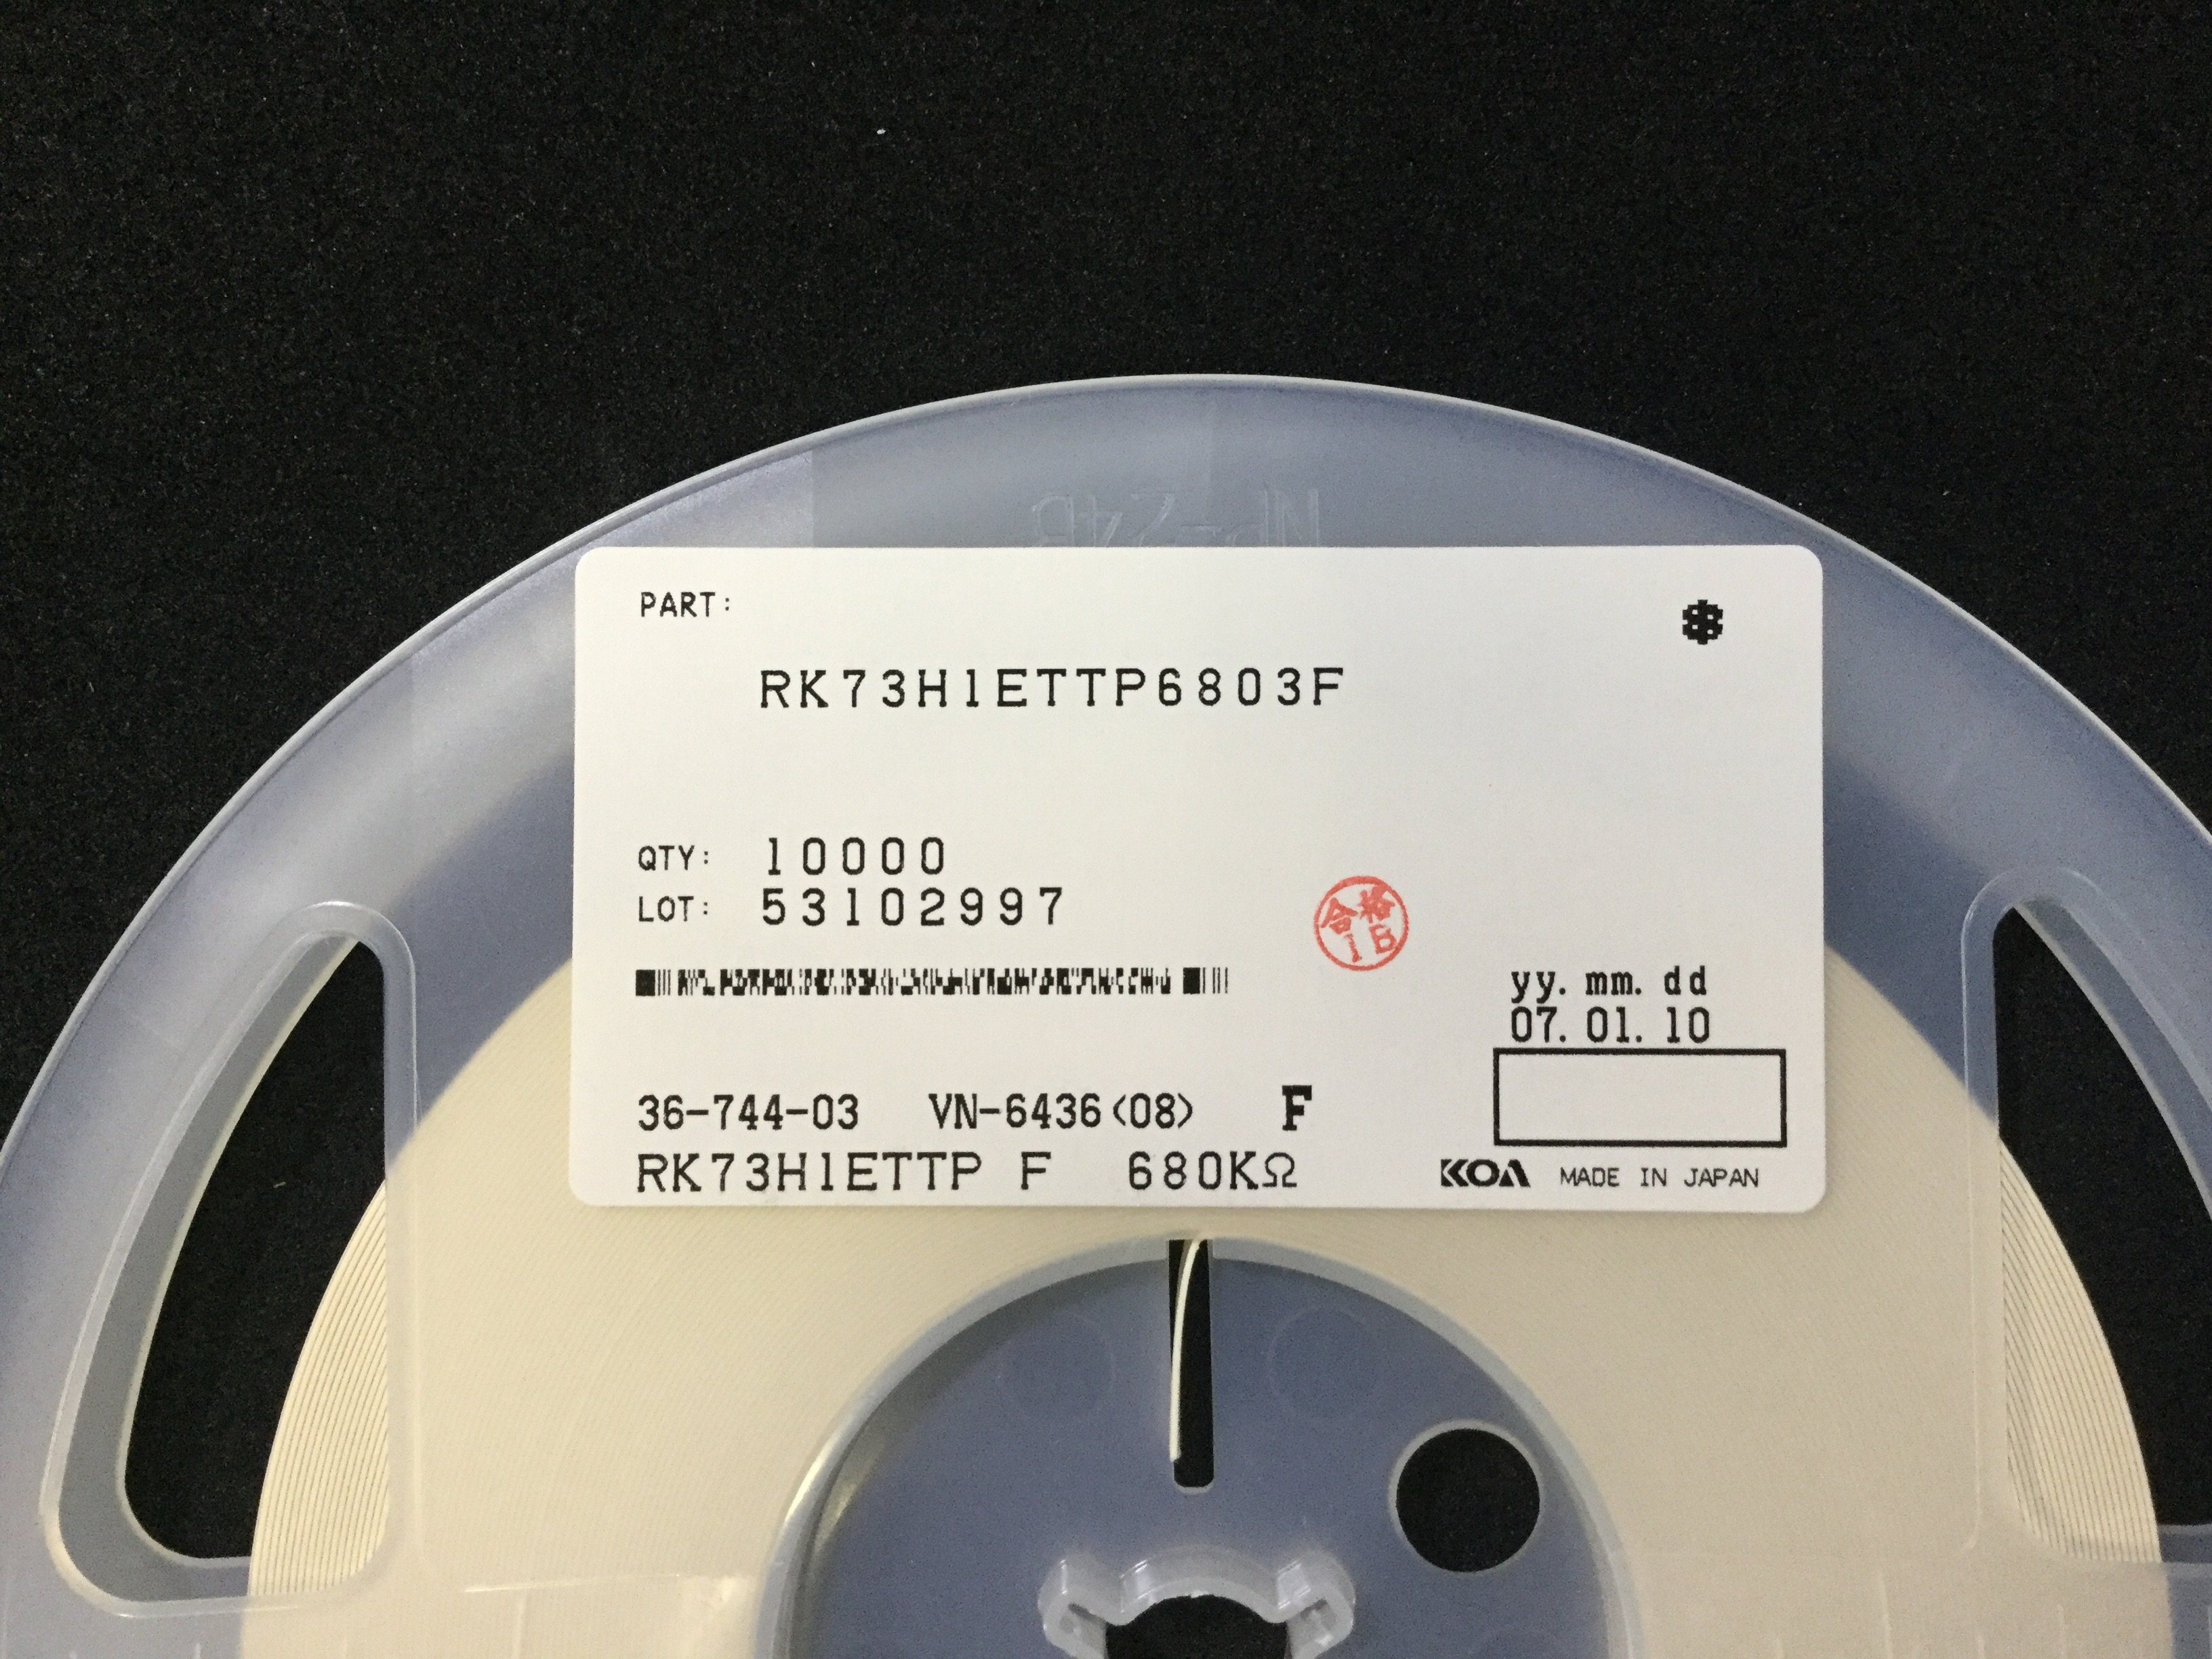 PART:
RK73H1ETTP6803F
QTY: 10000
LOT: 53102997
合格
1B
yy. mm. dd
07. 01. 10
36-744-03 VN-6436(08) F
RK73H1ETTP F 680KΩ
KOA MADE IN JAPAN